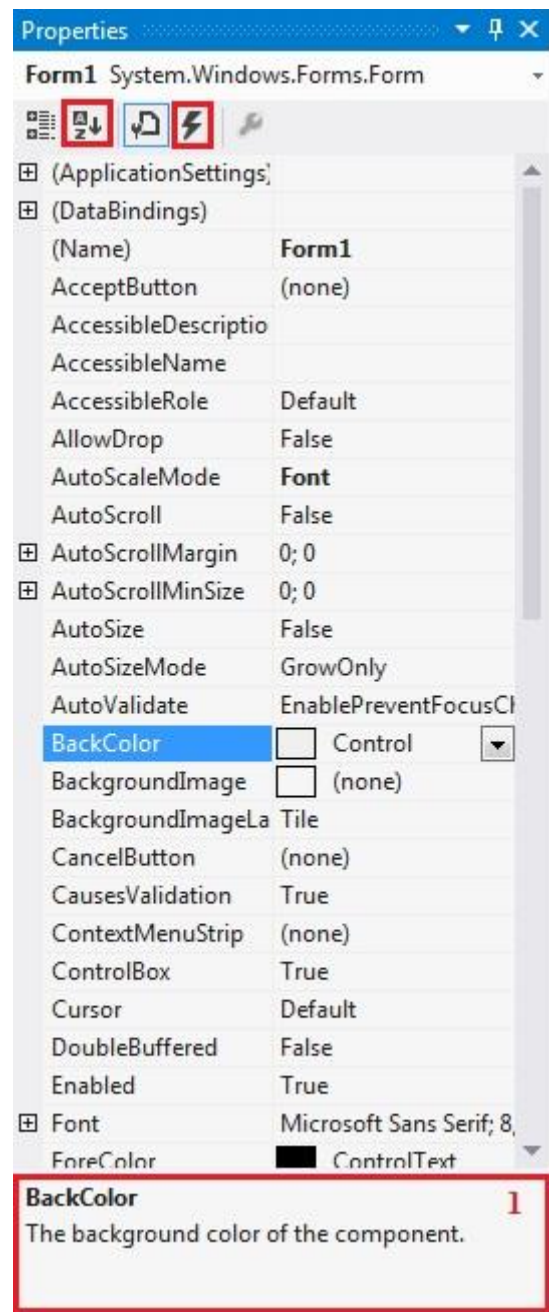 Properties
Form1 System.Windows.Forms.Form
A Z
(ApplicationSettings)
(DataBindings)
(Name) Form1
AcceptButton (none)
AccessibleDescriptio
AccessibleName
AccessibleRole Default
AllowDrop False
AutoScaleMode Font
AutoScroll False
AutoScrollMargin 0; 0
AutoScrollMinSize 0; 0
AutoSize False
AutoSizeMode GrowOnly
AutoValidate EnablePreventFocusCh
BackColor Control
BackgroundImage (none)
BackgroundImageLa Tile
CancelButton (none)
CausesValidation True
ContextMenuStrip (none)
ControlBox True
Cursor Default
DoubleBuffered False
Enabled True
Font Microsoft Sans Serif; 8,
ForeColor ControlText
BackColor 1
The background color of the component.